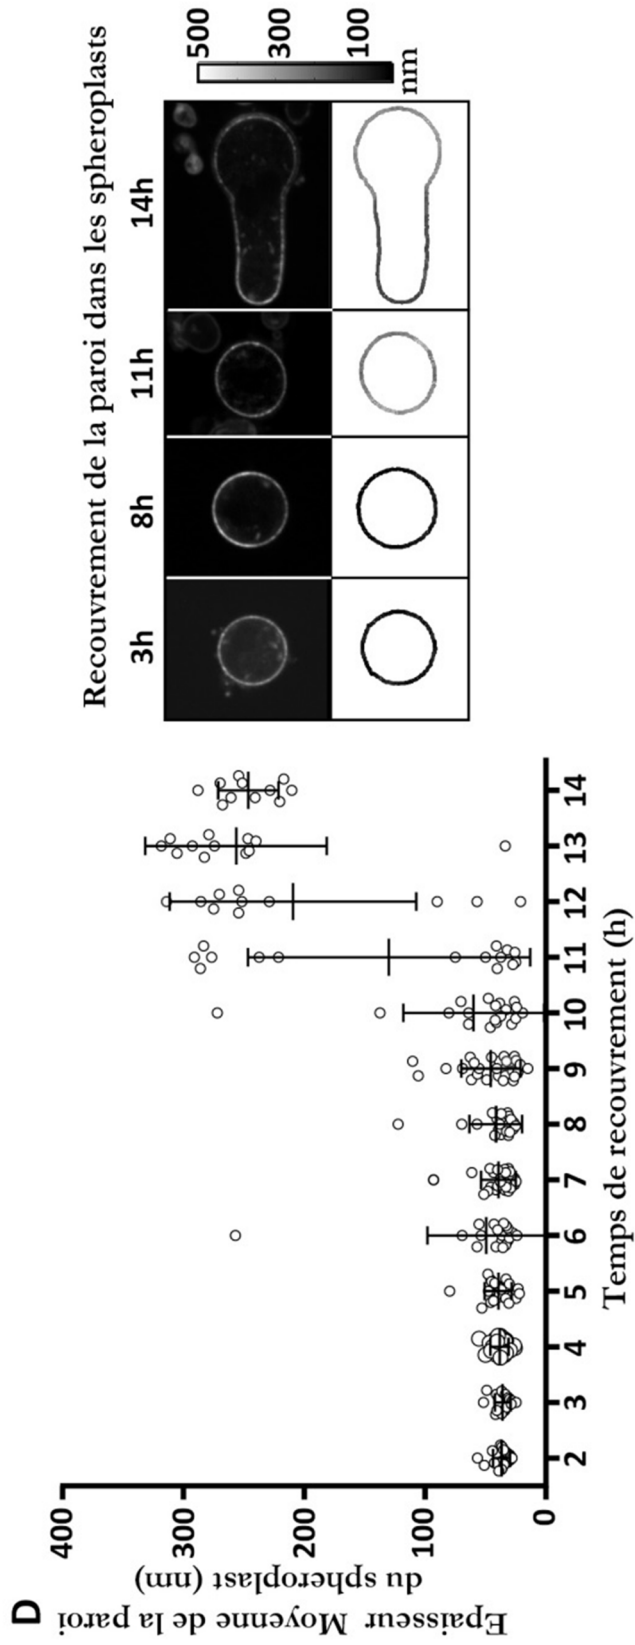 D
Epaisseur Moyenne de la paroi
du spheroplast (nm)
400
300
200
100
0
2 3 4 5 6 7 8 9 10 11 12 13 14
Temps de recouvrement (h)
Recouvrement de la paroi dans les spheroplasts
3h 8h 11h 14h
500
300
100
nm